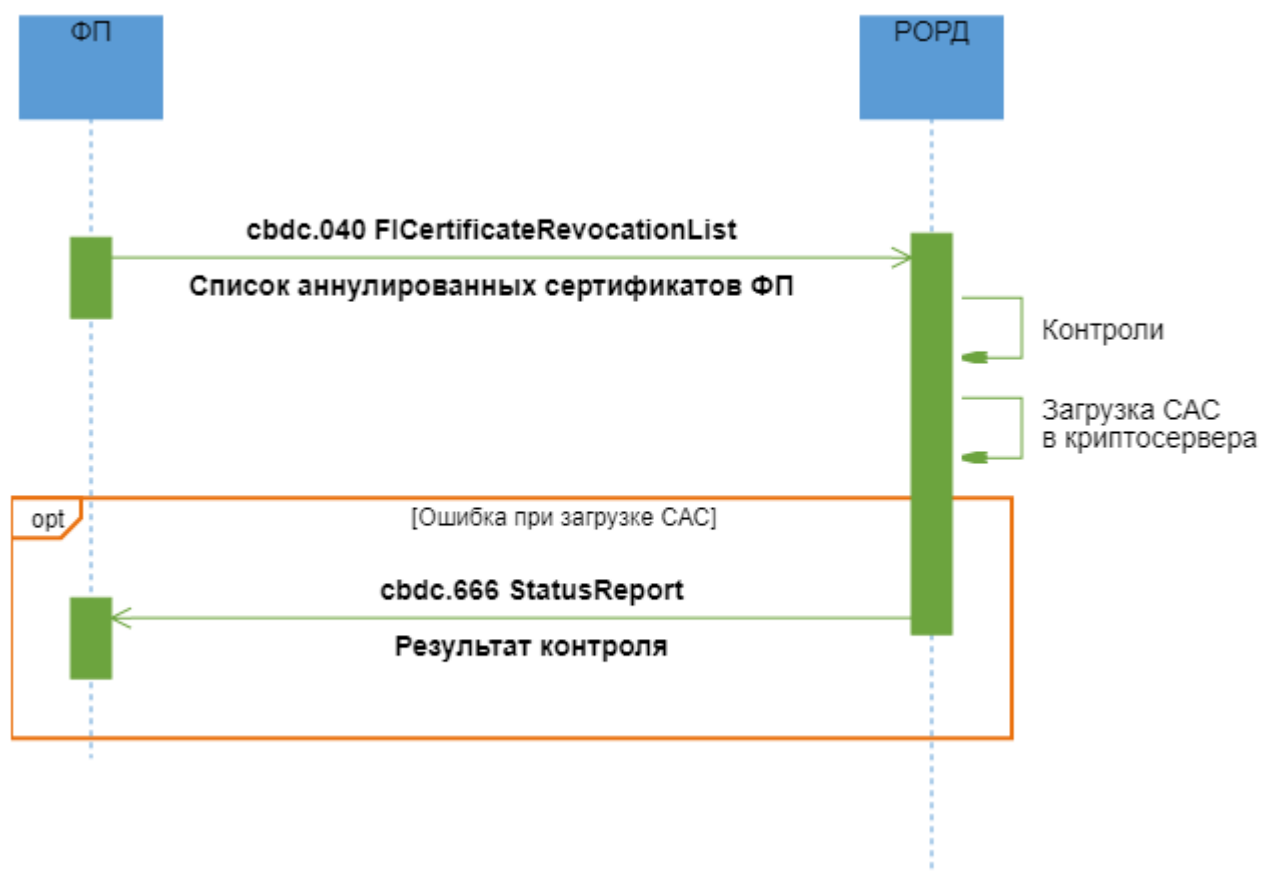 ФП
РОРД
cbdc.040 FICertificateRevocationList
Список аннулированных сертификатов ФП
Контроли
Загрузка САС
в криптосервера
opt
[Ошибка при загрузке САС]
cbdc.666 StatusReport
Результат контроля